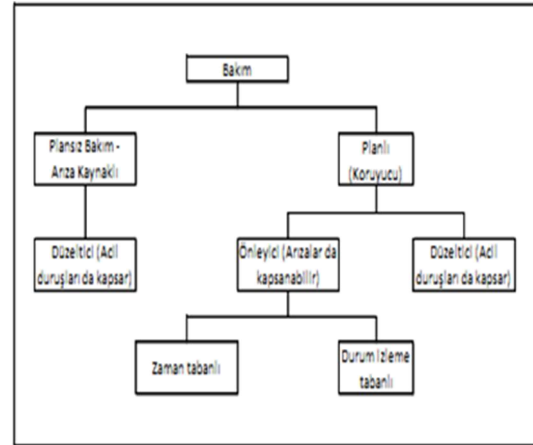 Bakım
Plansız Bakım -
Arıza Kaynaklı
Planlı
(Koruyucu)
Düzeltici (Acil
duruşları da kapsar)
Önleyici (Arızalar da
kapsanabilir)
Düzeltici (Acil
duruşları da kapsar)
Zaman tabanlı
Durum Izleme
tabanlı